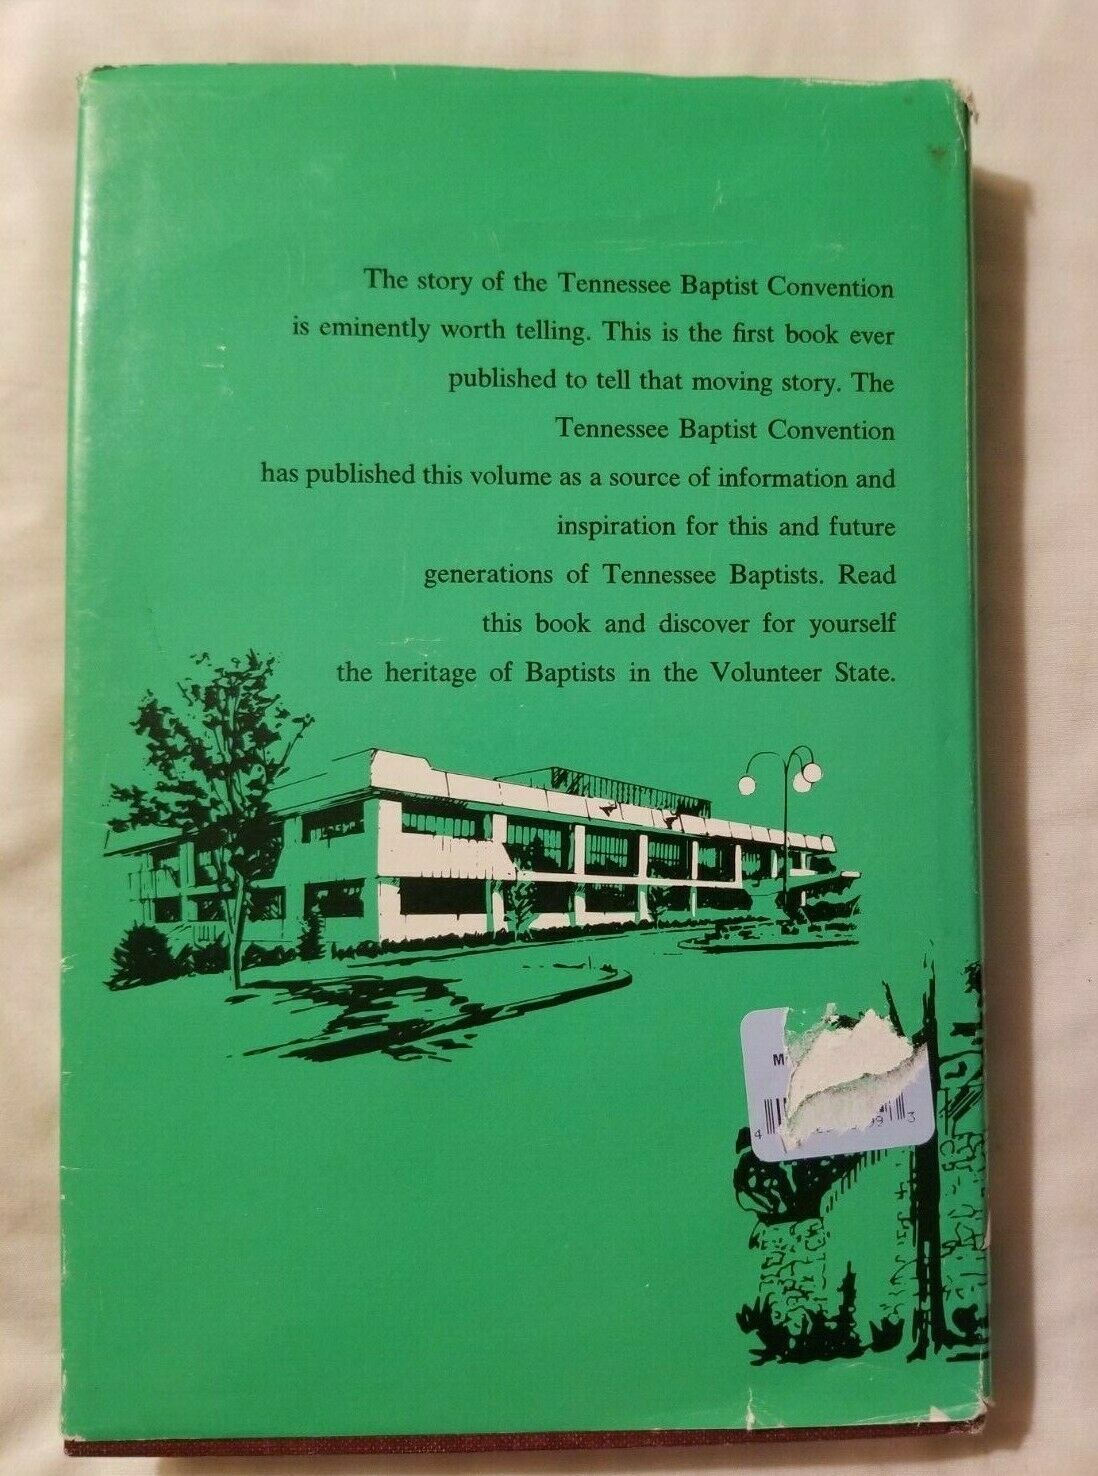 The story of the Tennessee Baptist Convention
is eminently worth telling. This is the first book ever
published to tell that moving story. The
Tennessee Baptist Convention
has published this volume as a source of information and
inspiration for this and future
generations of Tennessee Baptists. Read
this book and discover for yourself
the heritage of Baptists in the Volunteer State.